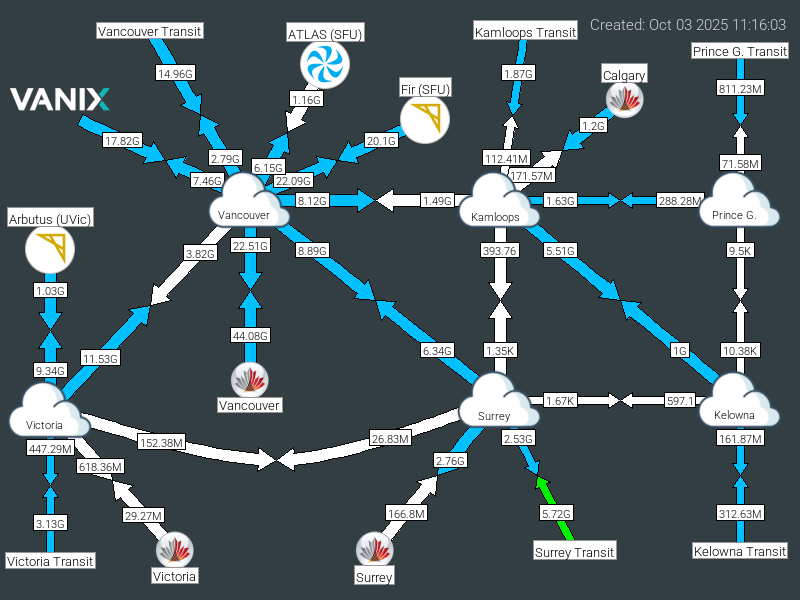 Created: Oct 03 2025 11:16:03
Vancouver Transit
ATLAS (SFU)
Kamloops Transit
Prince G. Transit
14.96G
1.87G
Calgary
811.23M
VANIX
1.16G
Fir (SFU)
17.82G
20.1G
1.2G
2.79G
112.41M
71.58M
6.15G
171.57M
7.46G
22.09G
8.12G
1.49G
1.63G
288.28M
Arbutus (UVic)
Vancouver
Kamloops
Prince G.
3.82G
22.51G
8.89G
393.76
5.51G
9.5K
1.03G
44.08G
11.53G
6.34G
1.35K
1G
10.38K
9.34G
Vancouver
1.67K
597.1
Victoria
Surrey
Kelowna
447.29M
152.38M
26.83M
2.53G
161.87M
618.36M
2.76G
3.13G
29.27M
166.8M
5.72G
312.63M
Victoria Transit
Victoria
Surrey
Surrey Transit
Kelowna Transit